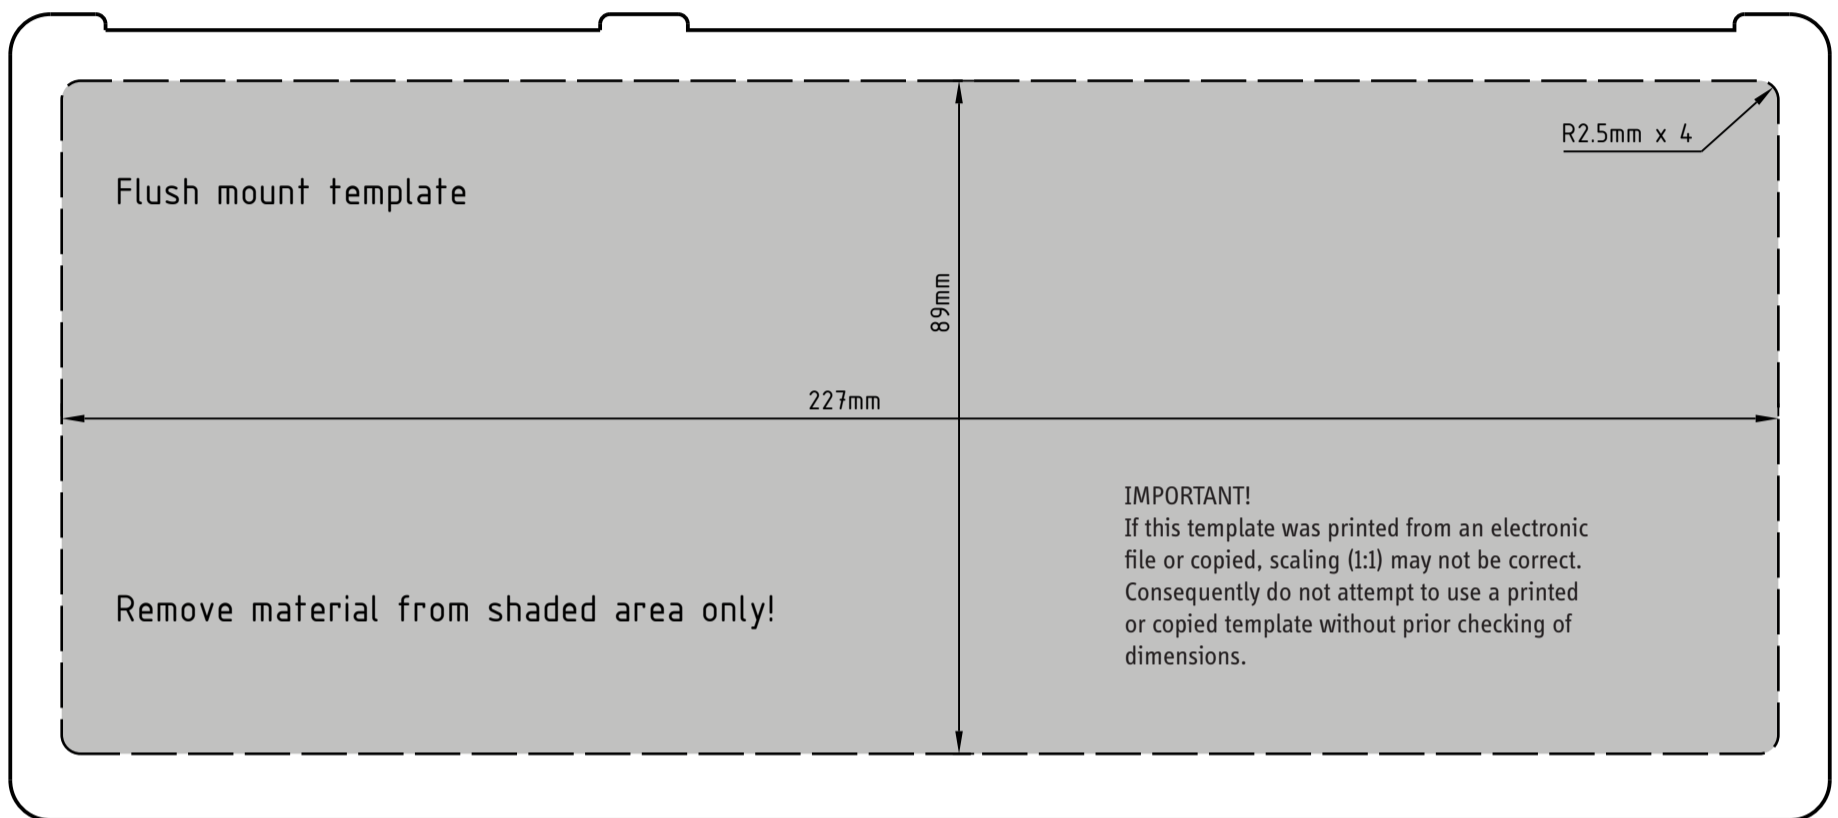 R2.5mm x 4
Flush mount template
89mm
227mm
IMPORTANT!
If this template was printed from an electronic
file or copied, scaling (1:1) may not be correct.
Consequently do not attempt to use a printed
or copied template without prior checking of
dimensions.
Remove material from shaded area only!